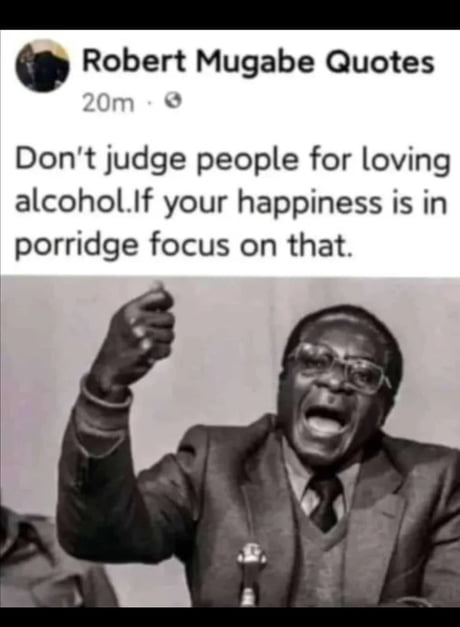 Robert Mugabe Quotes
20m ·
Don't judge people for loving
alcohol.If your happiness is in
porridge focus on that.